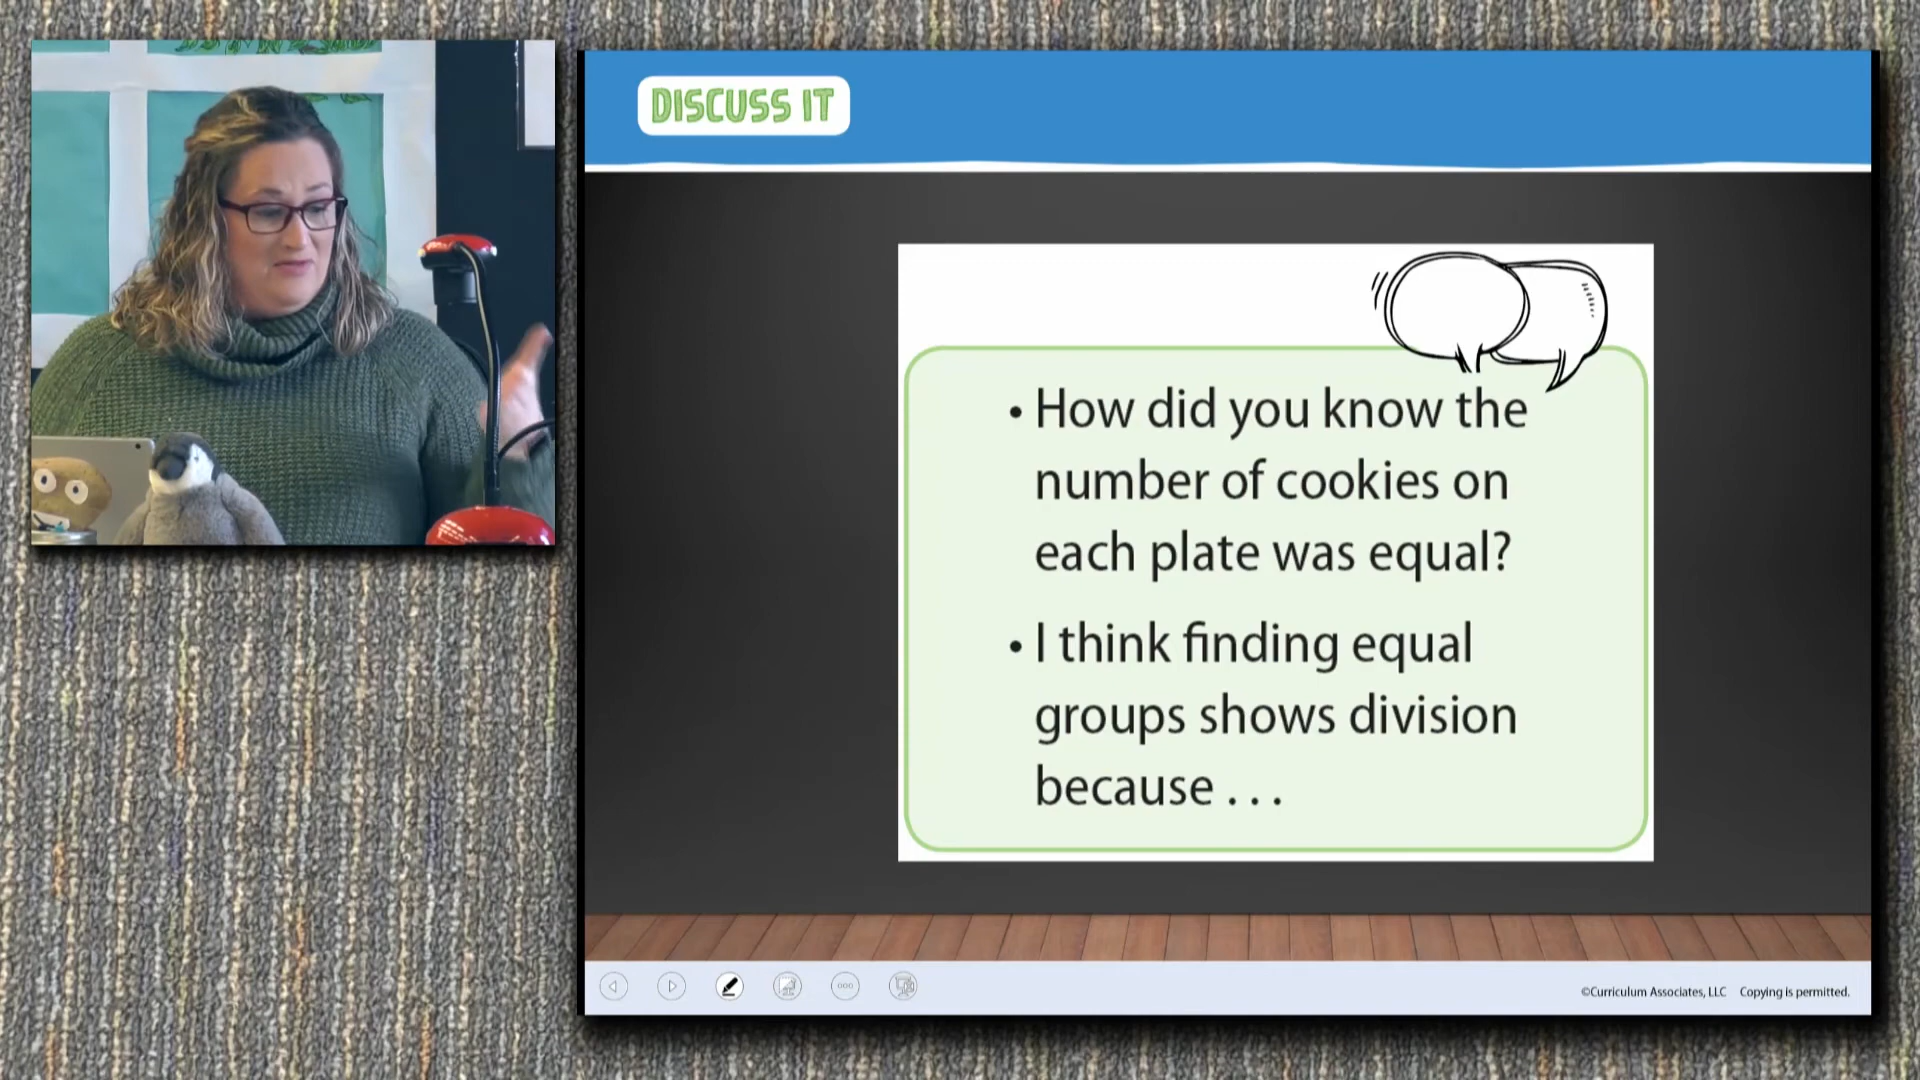 DISCUSS IT
• How did you know the
number of cookies on
each plate was equal?
• I think finding equal
groups shows division
because . . .
©Curriculum Associates, LLC Copying is permitted.